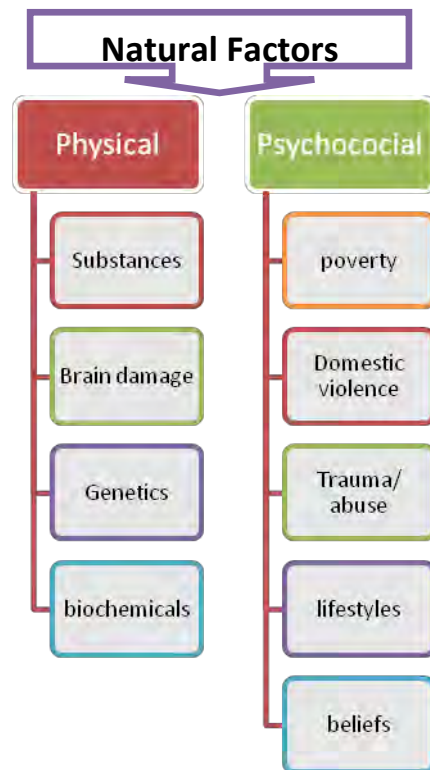 Natural Factors
Physical
Substances
Brain damage
Genetics
biochemicals
Psychococial
poverty
Domestic
violence
Trauma/
abuse
lifestyles
beliefs